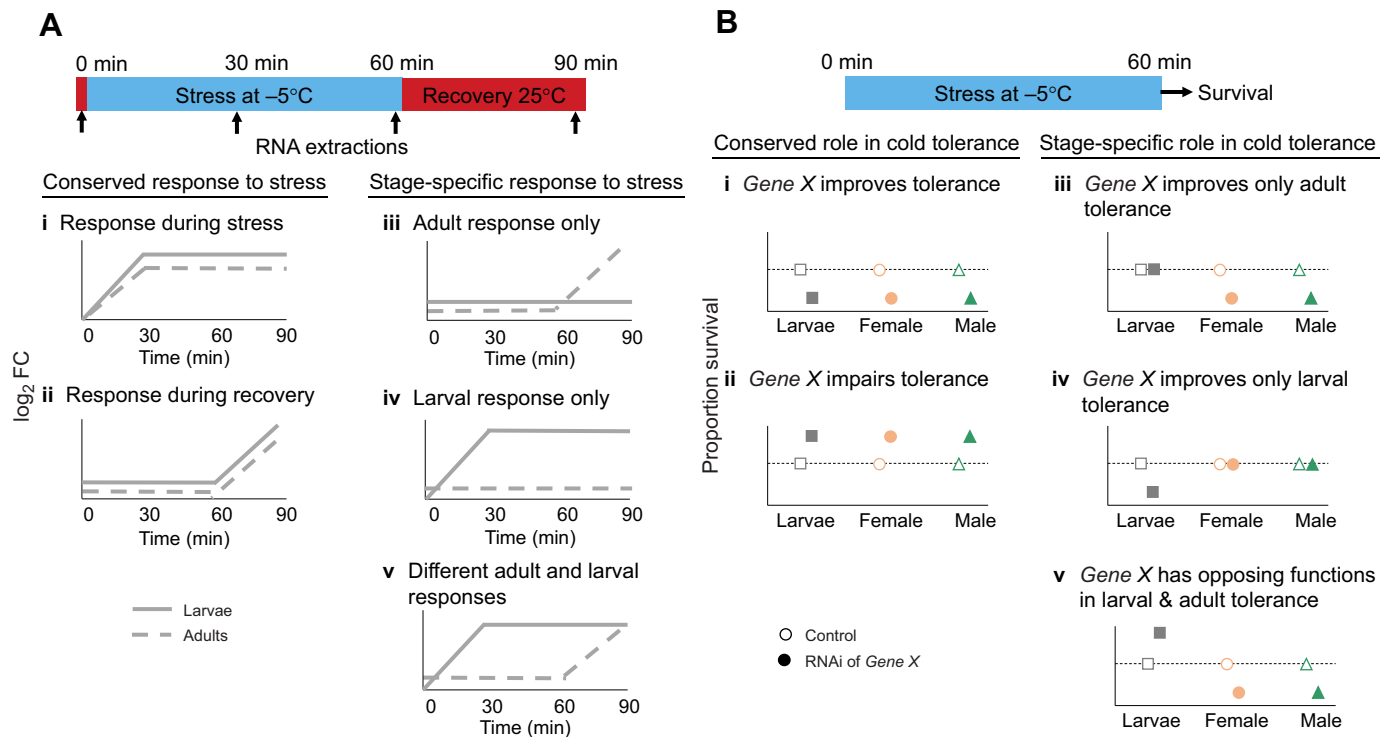 A
0 min
30 min
60 min
90 min
Stress at –5°C
Recovery 25°C
RNA extractions
Conserved response to stress
i Response during stress
0 30 60 90
Time (min)
ii Response during recovery
0 30 60 90
Time (min)
log2 FC
Larvae
Adults
Stage-specific response to stress
iii Adult response only
0 30 60 90
Time (min)
iv Larval response only
0 30 60 90
Time (min)
v Different adult and larval
responses
0 30 60 90
Time (min)
B
0 min
60 min
Stress at –5°C
Survival
Conserved role in cold tolerance
i Gene X improves tolerance
Larvae Female Male
ii Gene X impairs tolerance
Larvae Female Male
Proportion survival
Control
RNAi of Gene X
Stage-specific role in cold tolerance
iii Gene X improves only adult
tolerance
Larvae Female Male
iv Gene X improves only larval
tolerance
Larvae Female Male
v Gene X has opposing functions
in larval & adult tolerance
Larvae Female Male